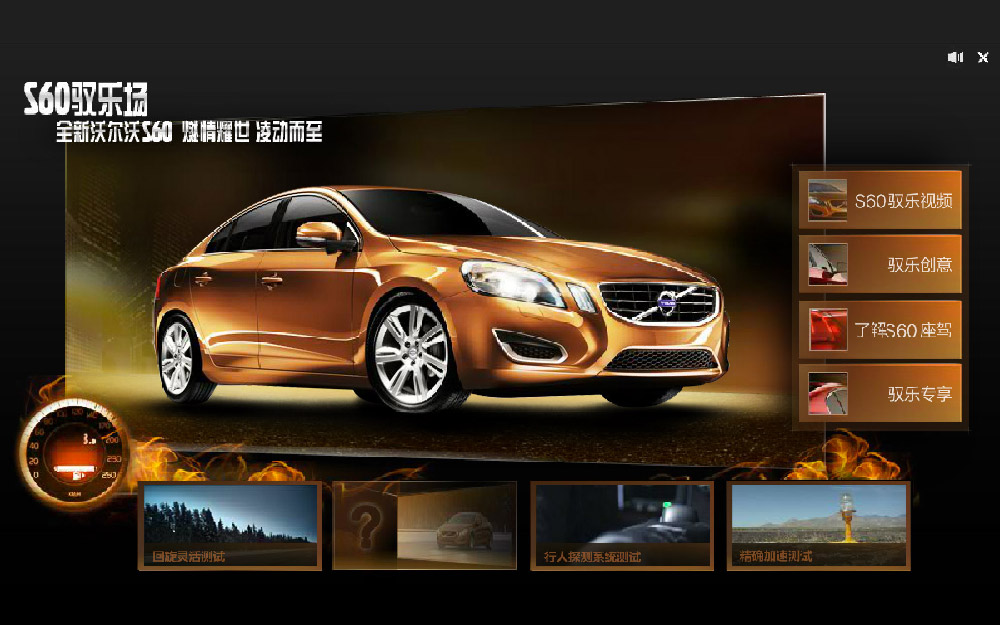 S60驭乐场
全新沃尔沃S60 燃情耀世 凌动而至
S60驭乐视频
驭乐创意
了解S60座驾
驭乐专享
回旋灵活测试
?
行人探测系统测试
精确加速测试